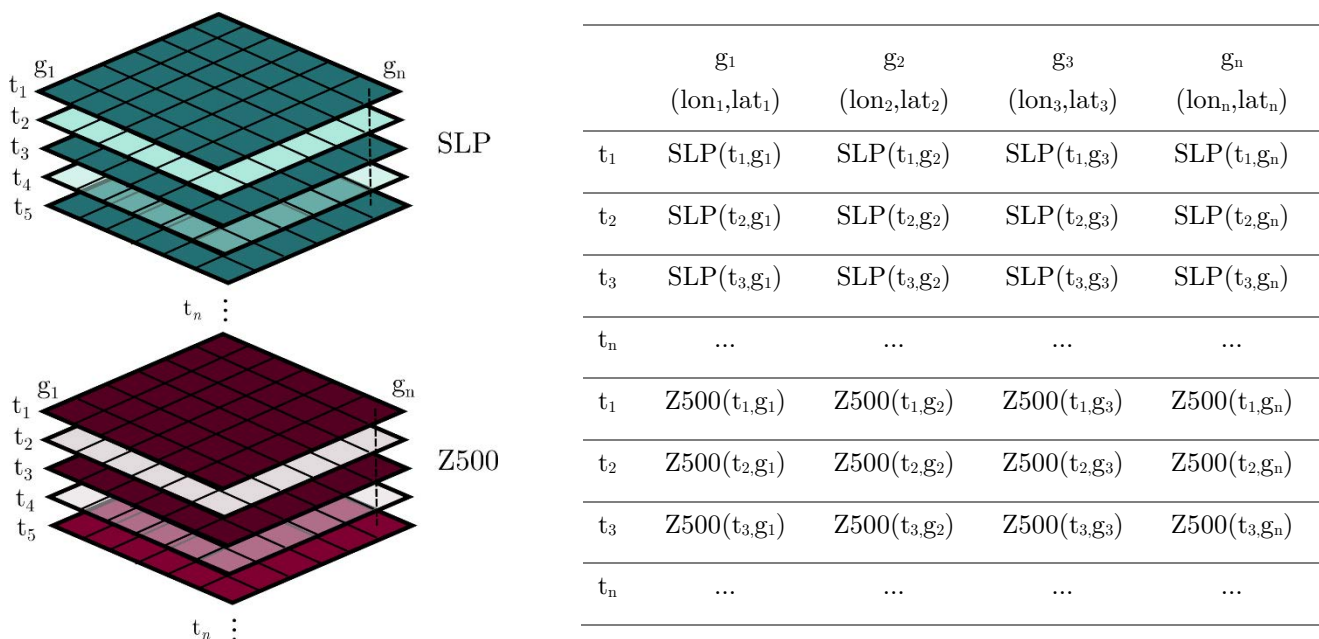 g₁ gₙ
t₁
t₂
t₃
t₄
t₅
SLP
tₙ ⋮
g₁ gₙ
t₁
t₂
t₃
t₄
t₅
Z500
tₙ ⋮
g₁ g₂ g₃ gₙ
(lon₁,lat₁) (lon₂,lat₂) (lon₃,lat₃) (lonₙ,latₙ)
t₁ SLP(t₁,g₁) SLP(t₁,g₂) SLP(t₁,g₃) SLP(t₁,gₙ)
t₂ SLP(t₂,g₁) SLP(t₂,g₂) SLP(t₂,g₃) SLP(t₂,gₙ)
t₃ SLP(t₃,g₁) SLP(t₃,g₂) SLP(t₃,g₃) SLP(t₃,gₙ)
tₙ ... ... ... ...
t₁ Z500(t₁,g₁) Z500(t₁,g₂) Z500(t₁,g₃) Z500(t₁,gₙ)
t₂ Z500(t₂,g₁) Z500(t₂,g₂) Z500(t₂,g₃) Z500(t₂,gₙ)
t₃ Z500(t₃,g₁) Z500(t₃,g₂) Z500(t₃,g₃) Z500(t₃,gₙ)
tₙ ... ... ... ...